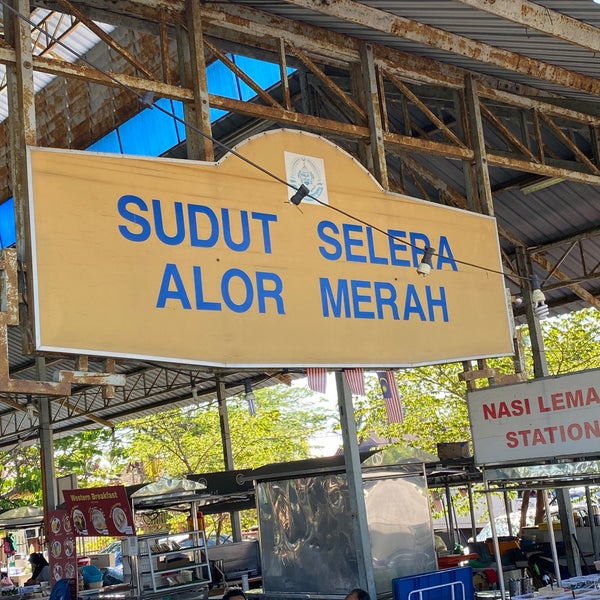 SUDUT SELERA
ALOR MERAH
NASI LEMA
STATION
Western Breakfast